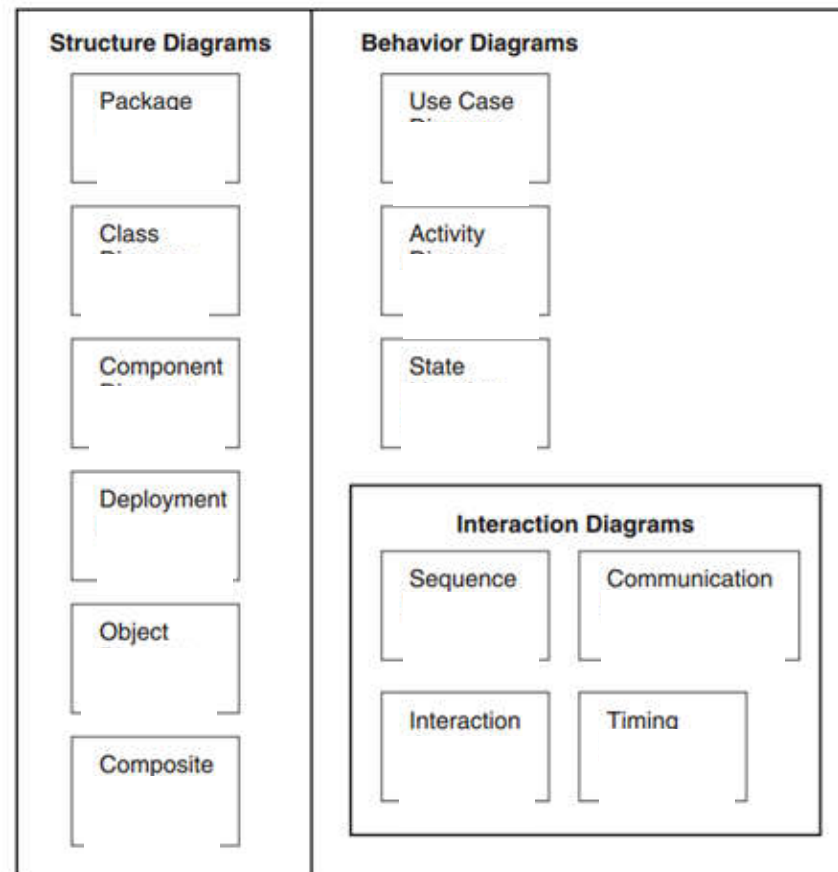 Structure Diagrams
Package
Class
Component
Deployment
Object
Composite
Behavior Diagrams
Use Case
Activity
State
Interaction Diagrams
Sequence
Communication
Interaction
Timing